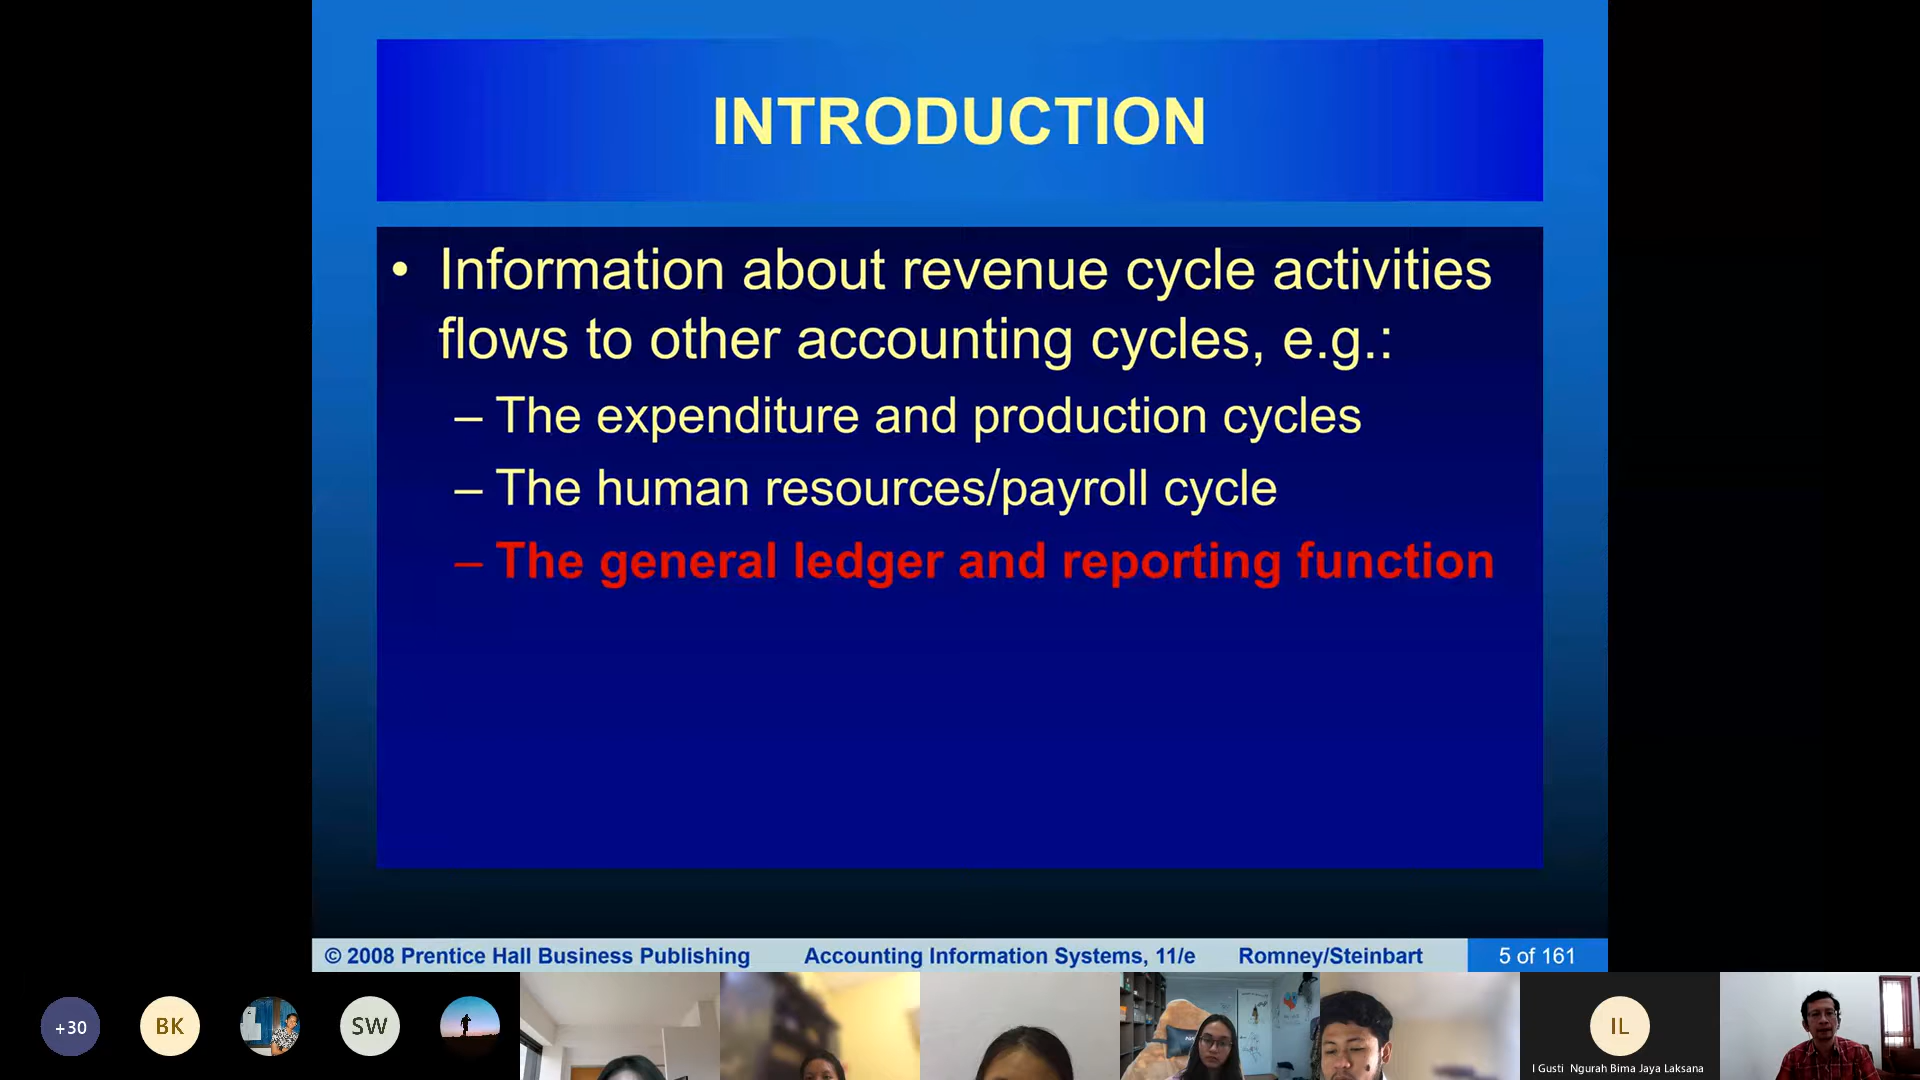 INTRODUCTION
• Information about revenue cycle activities
flows to other accounting cycles, e.g.:
– The expenditure and production cycles
– The human resources/payroll cycle
– The general ledger and reporting function
© 2008 Prentice Hall Business Publishing Accounting Information Systems, 11/e Romney/Steinbart 5 of 161
+30 BK SW IL
I Gusti Ngurah Bima Jaya Laksana